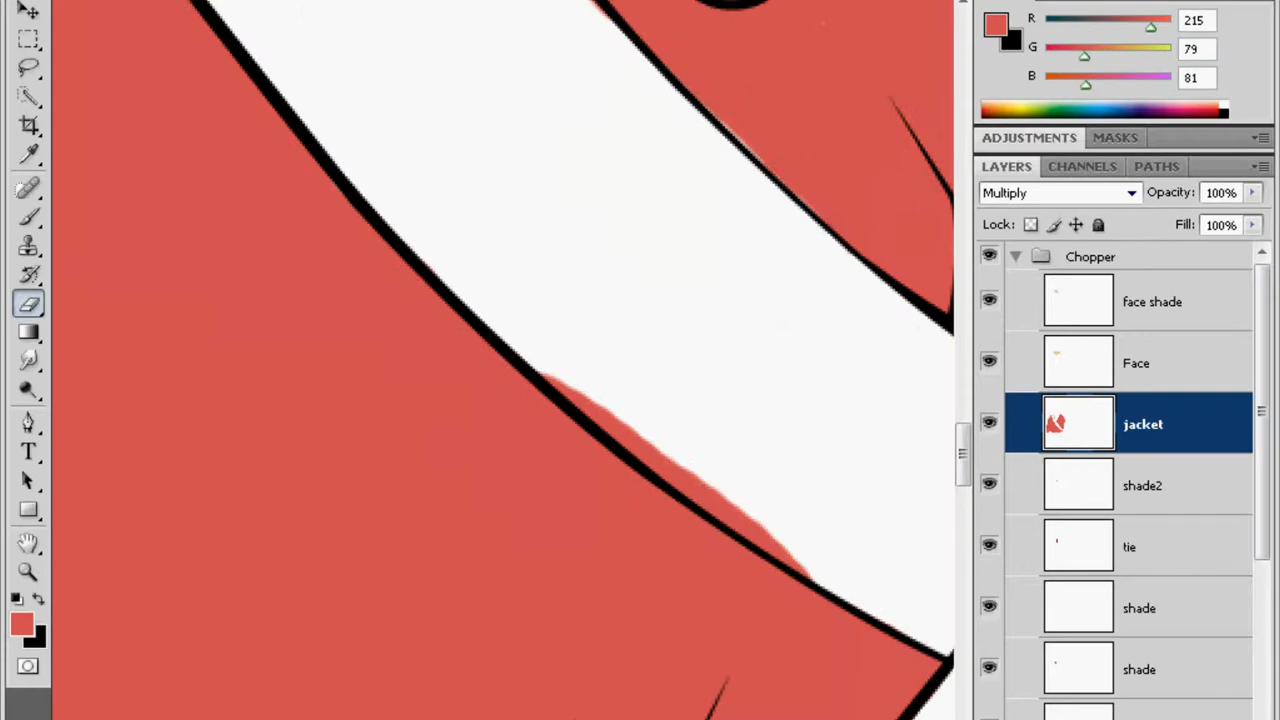 R 215
G 79
B 81
ADJUSTMENTS MASKS
LAYERS CHANNELS PATHS
Multiply Opacity: 100%
Lock: Fill: 100%
Chopper
face shade
Face
jacket
shade2
tie
shade
shade
T